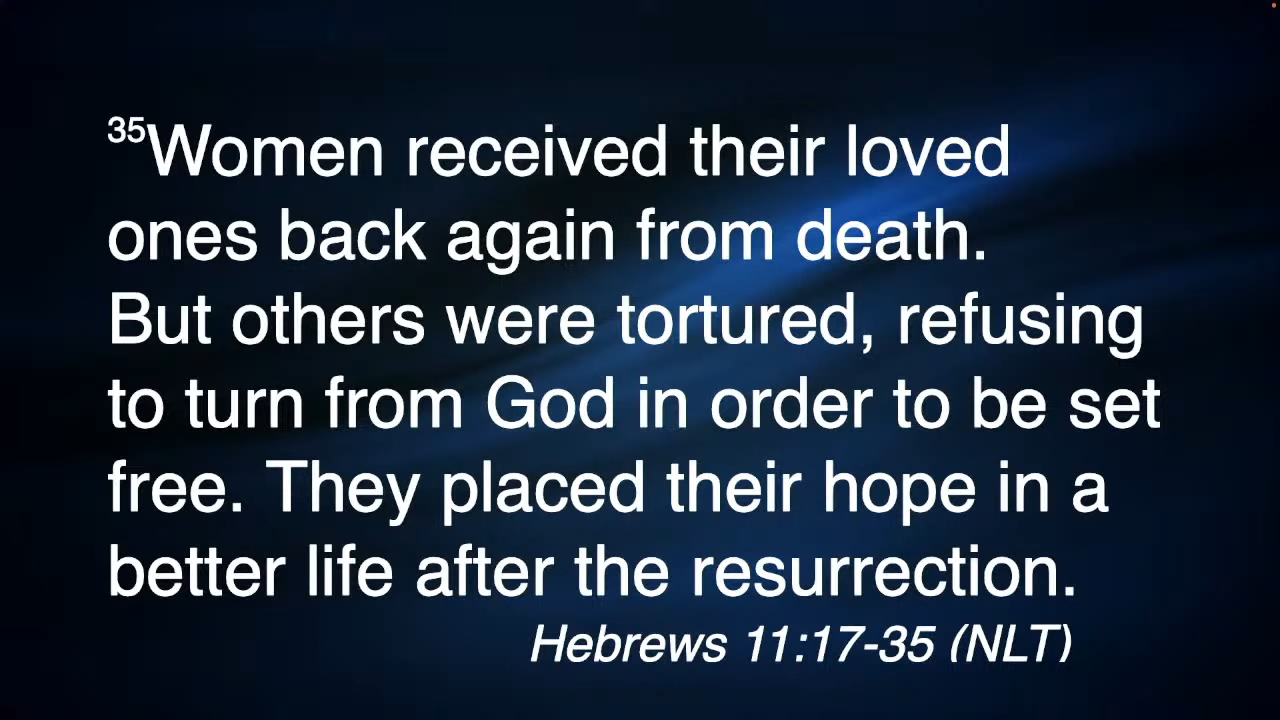 35Women received their loved
ones back again from death.
But others were tortured, refusing
to turn from God in order to be set
free. They placed their hope in a
better life after the resurrection.
Hebrews 11:17-35 (NLT)